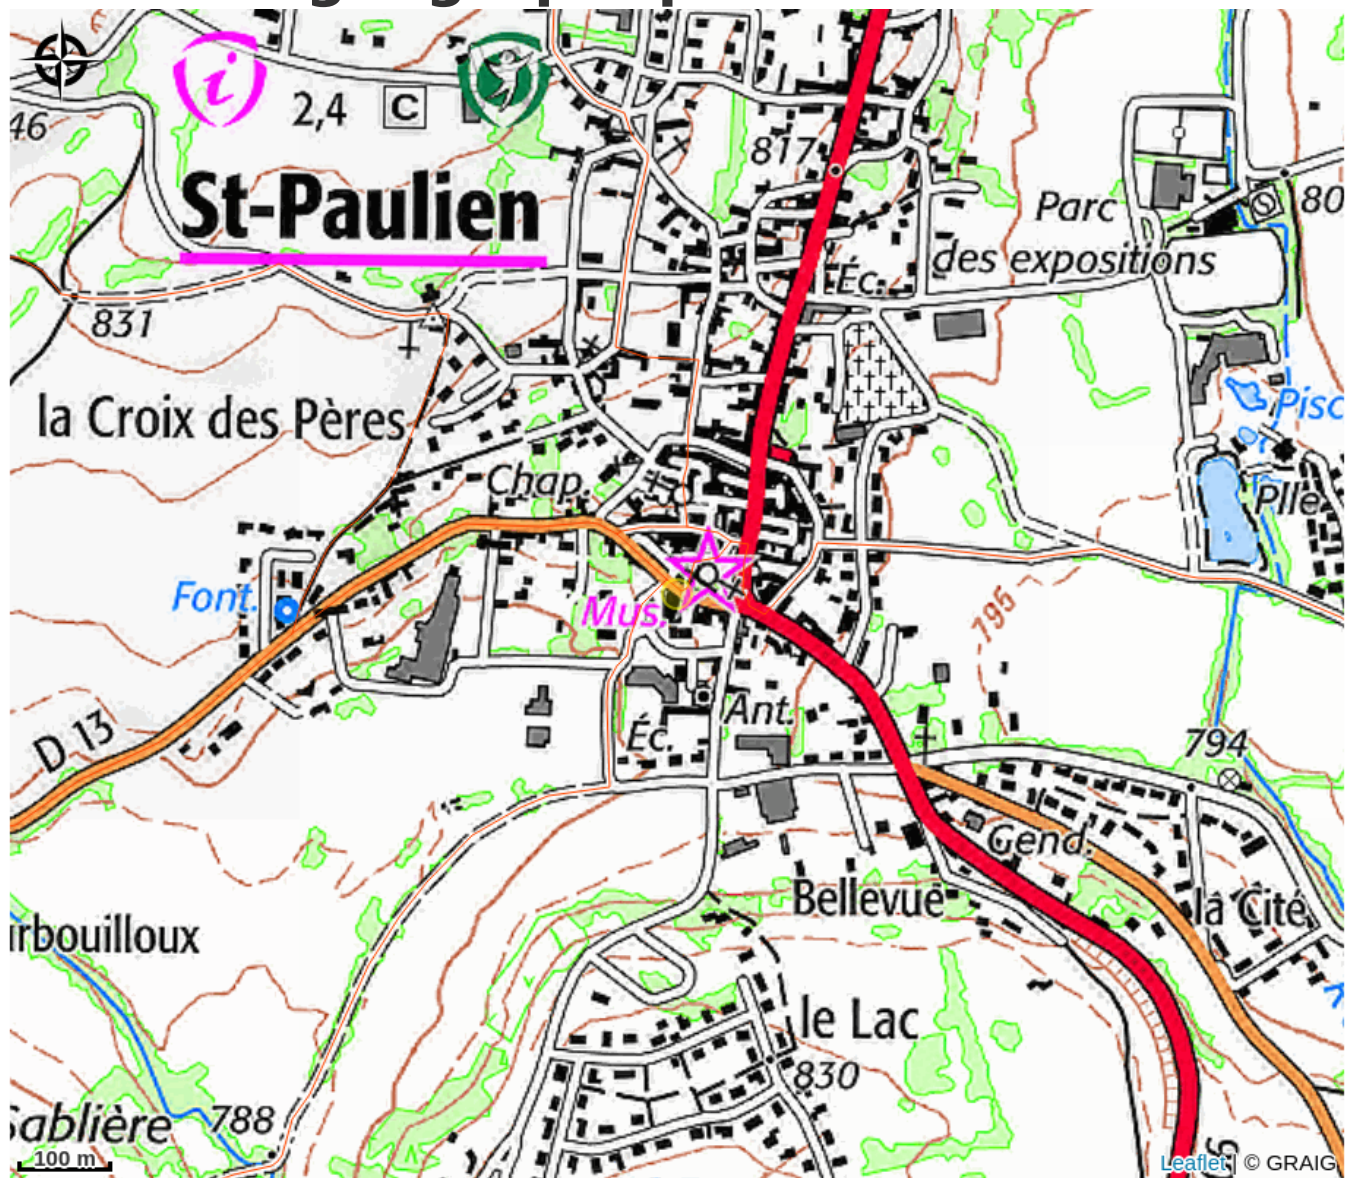 i
2,4 C
46
817
St-Paulien
Parc
80
des expositions
Éc.
831
la Croix des Pères
Pisc
Chap.
Plle
Font.
Mus.
795
Ant.
D 13
Éc.
794
Gend.
Bellevue
la Cité
irbouilloux
le Lac
830
Sablière
788
100 m
Leaflet | © GRAIG